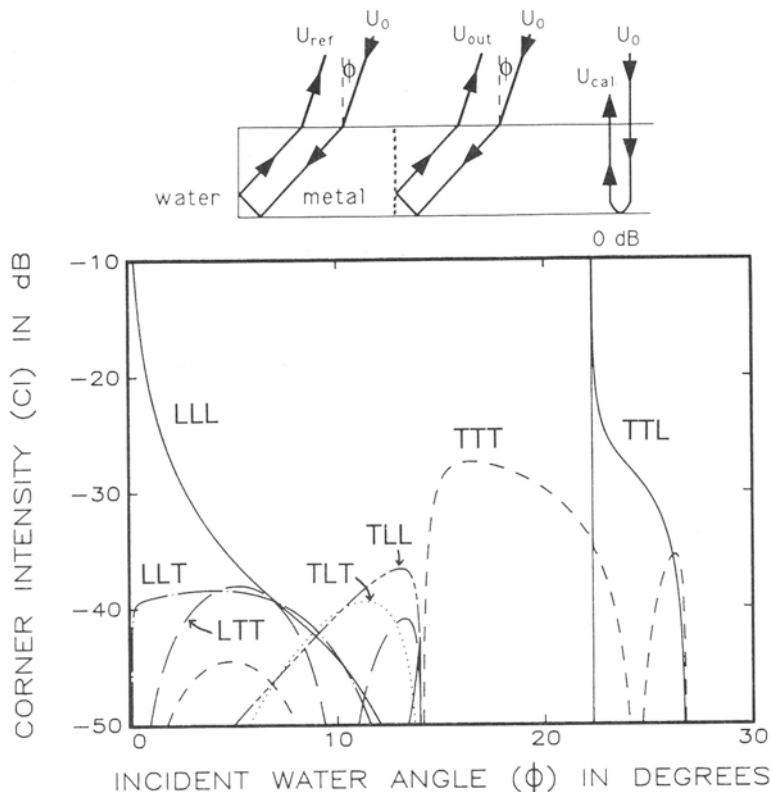 U_ref U_0 U_out U_0 U_0
ϕ ϕ U_cal
water metal
0 dB
CORNER INTENSITY (CI) IN dB
-10
-20
-30
-40
-50
LLL
TTT
TTL
TLL
LLT
TLT
LTT
0 10 20 30
INCIDENT WATER ANGLE (ϕ) IN DEGREES